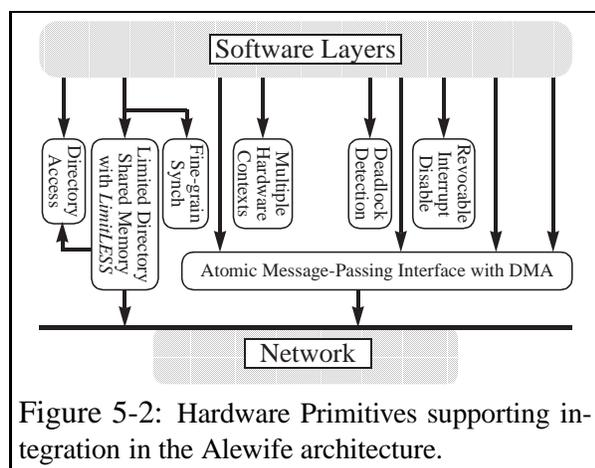 Software Layers
Directory
Access
Limited Directory
Shared Memory
with LimitLESS
Fine-grain
Synch
Multiple
Hardware
Contexts
Deadlock
Detection
Revocable
Interrupt
Disable
Atomic Message-Passing Interface with DMA
Network
Figure 5-2: Hardware Primitives supporting in-
tegration in the Alewife architecture.